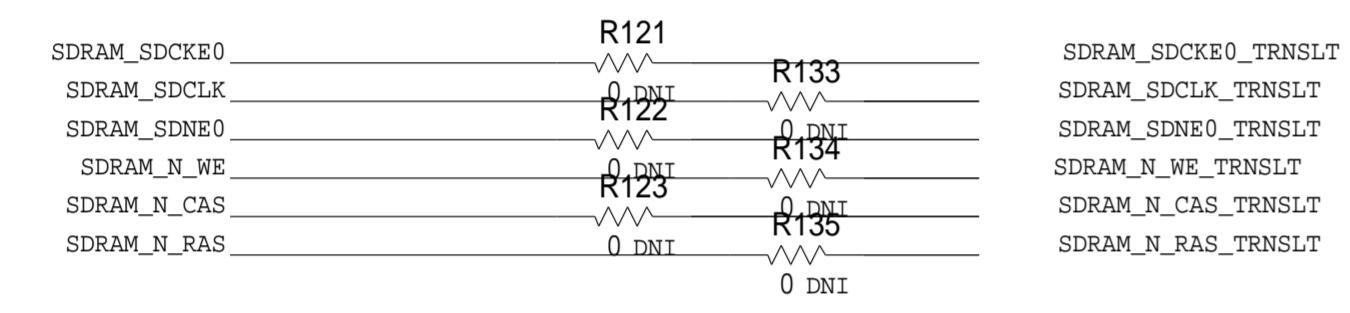 R121
SDRAM_SDCKE0 SDRAM_SDCKE0_TRNSLT
R133
SDRAM_SDCLK 0 DNI SDRAM_SDCLK_TRNSLT
R122
SDRAM_SDNE0 0 DNI SDRAM_SDNE0_TRNSLT
R134
SDRAM_N_WE 0 DNI SDRAM_N_WE_TRNSLT
R123
SDRAM_N_CAS 0 DNI SDRAM_N_CAS_TRNSLT
R135
SDRAM_N_RAS 0 DNI SDRAM_N_RAS_TRNSLT
0 DNI